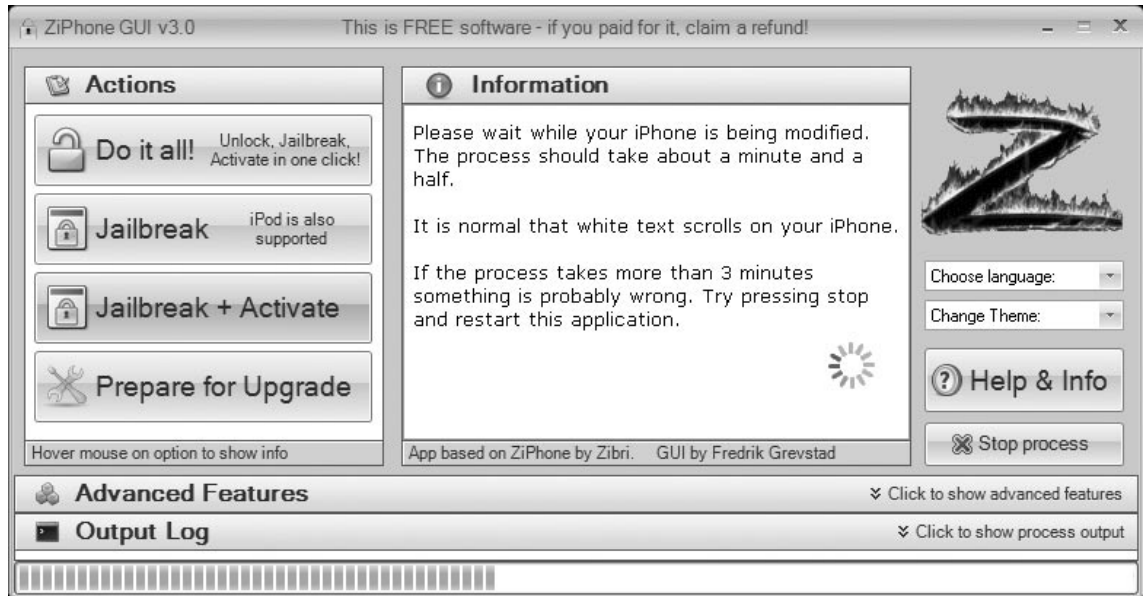 ZiPhone GUI v3.0
This is FREE software - if you paid for it, claim a refund!
Actions
Do it all!
Unlock, Jailbreak,
Activate in one click!
Jailbreak
iPod is also
supported
Jailbreak + Activate
Prepare for Upgrade
Hover mouse on option to show info
Information
Please wait while your iPhone is being modified.
The process should take about a minute and a
half.
It is normal that white text scrolls on your iPhone.
If the process takes more than 3 minutes
something is probably wrong. Try pressing stop
and restart this application.
App based on ZiPhone by Zibri. GUI by Fredrik Grevstad
Z
Choose language:
Change Theme:
Help & Info
Stop process
Advanced Features
Click to show advanced features
Output Log
Click to show process output